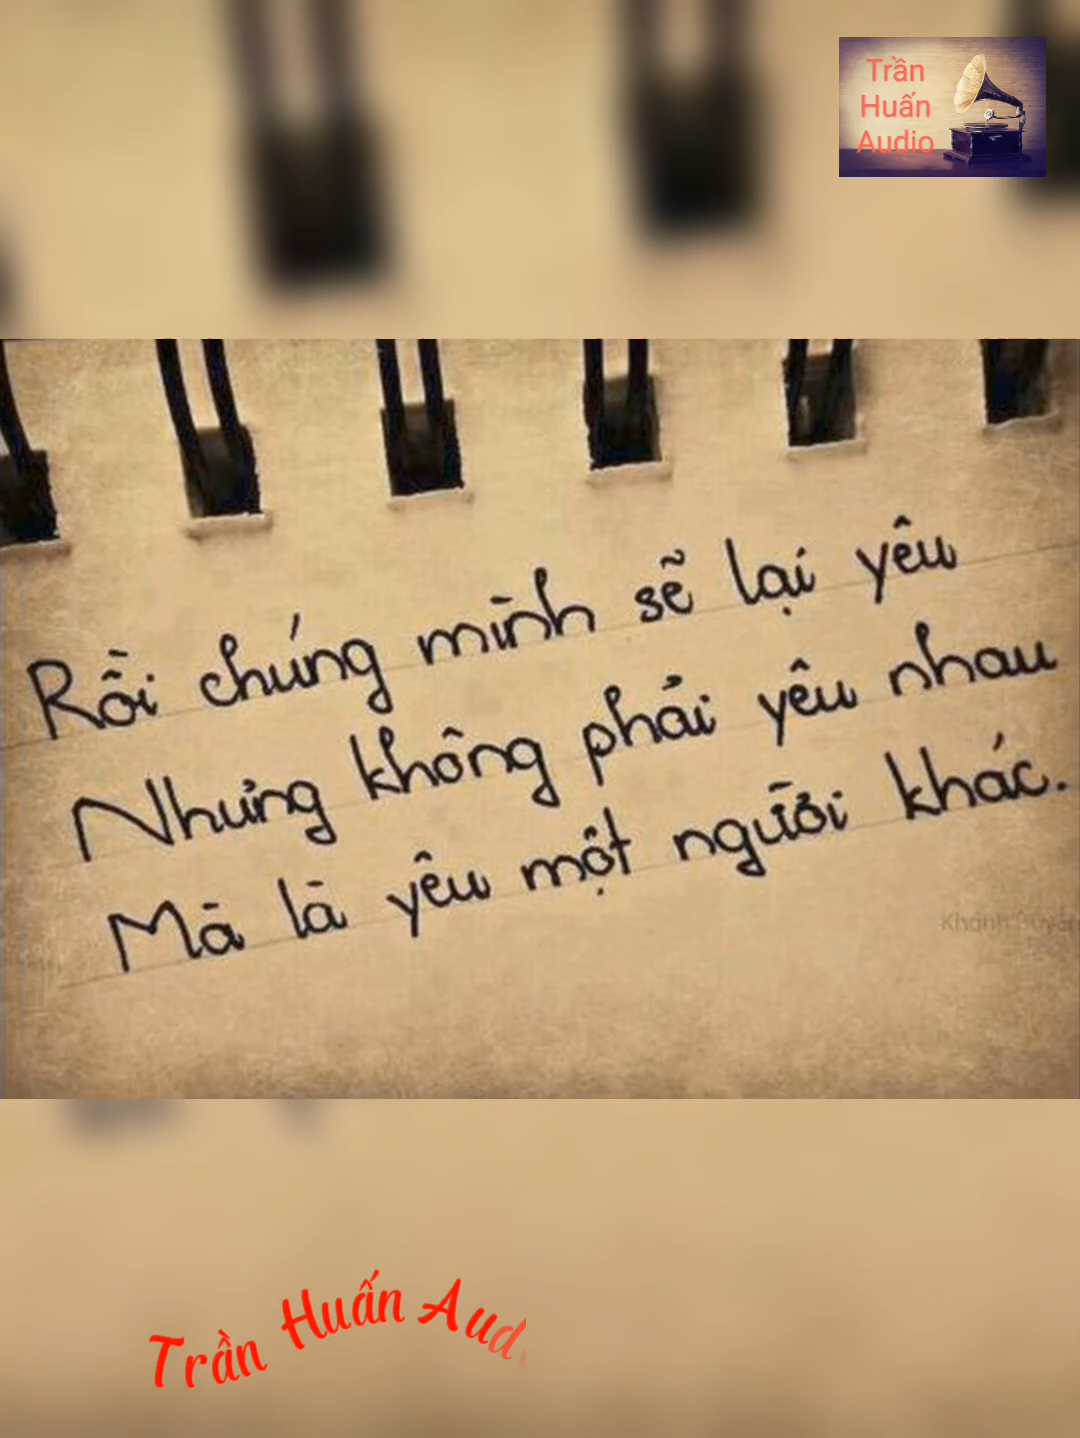 Trần
Huấn
Audio
Rồi chúng mình sẽ lại yêu
Nhưng không phải yêu nhau
Mà là yêu một người khác.
Trần Huấn